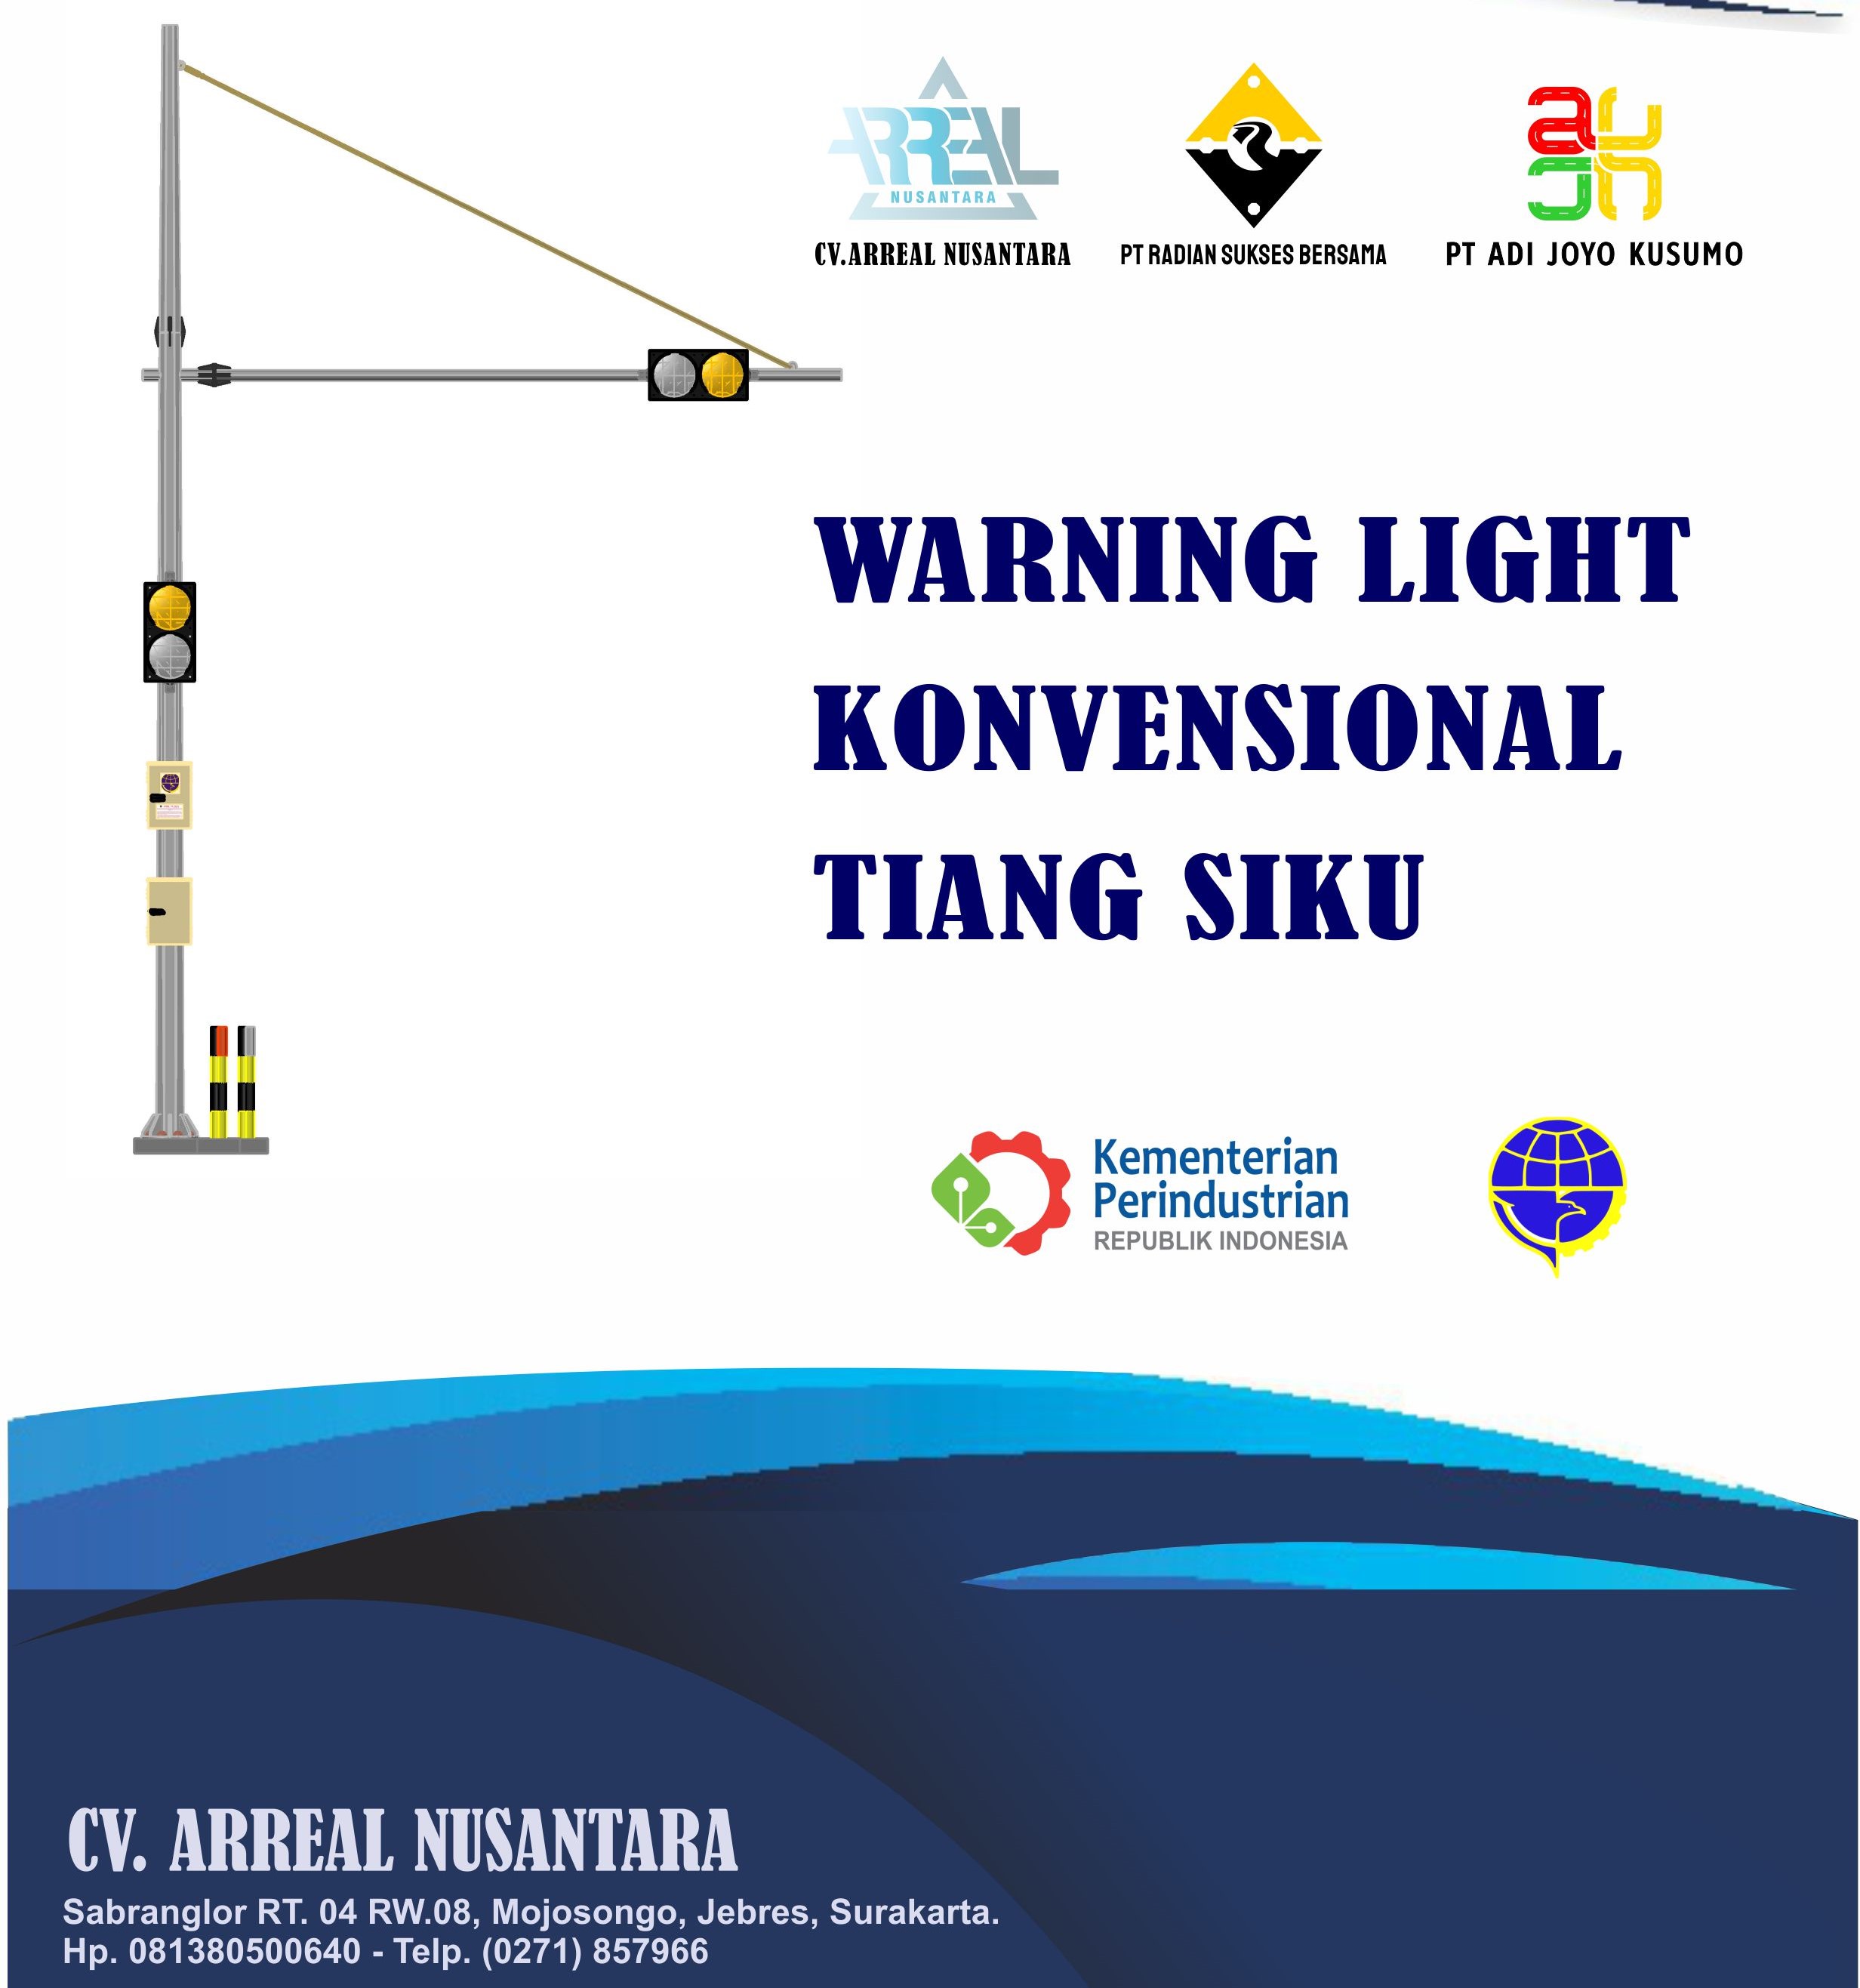 ARREAL
NUSANTARA
CV.ARREAL NUSANTARA
PT RADIAN SUKSES BERSAMA
PT ADI JOYO KUSUMO
WARNING LIGHT
KONVENSIONAL
TIANG SIKU
Kementerian
Perindustrian
REPUBLIK INDONESIA
CV. ARREAL NUSANTARA
Sabranglor RT. 04 RW.08, Mojosongo, Jebres, Surakarta.
Hp. 081380500640 - Telp. (0271) 857966